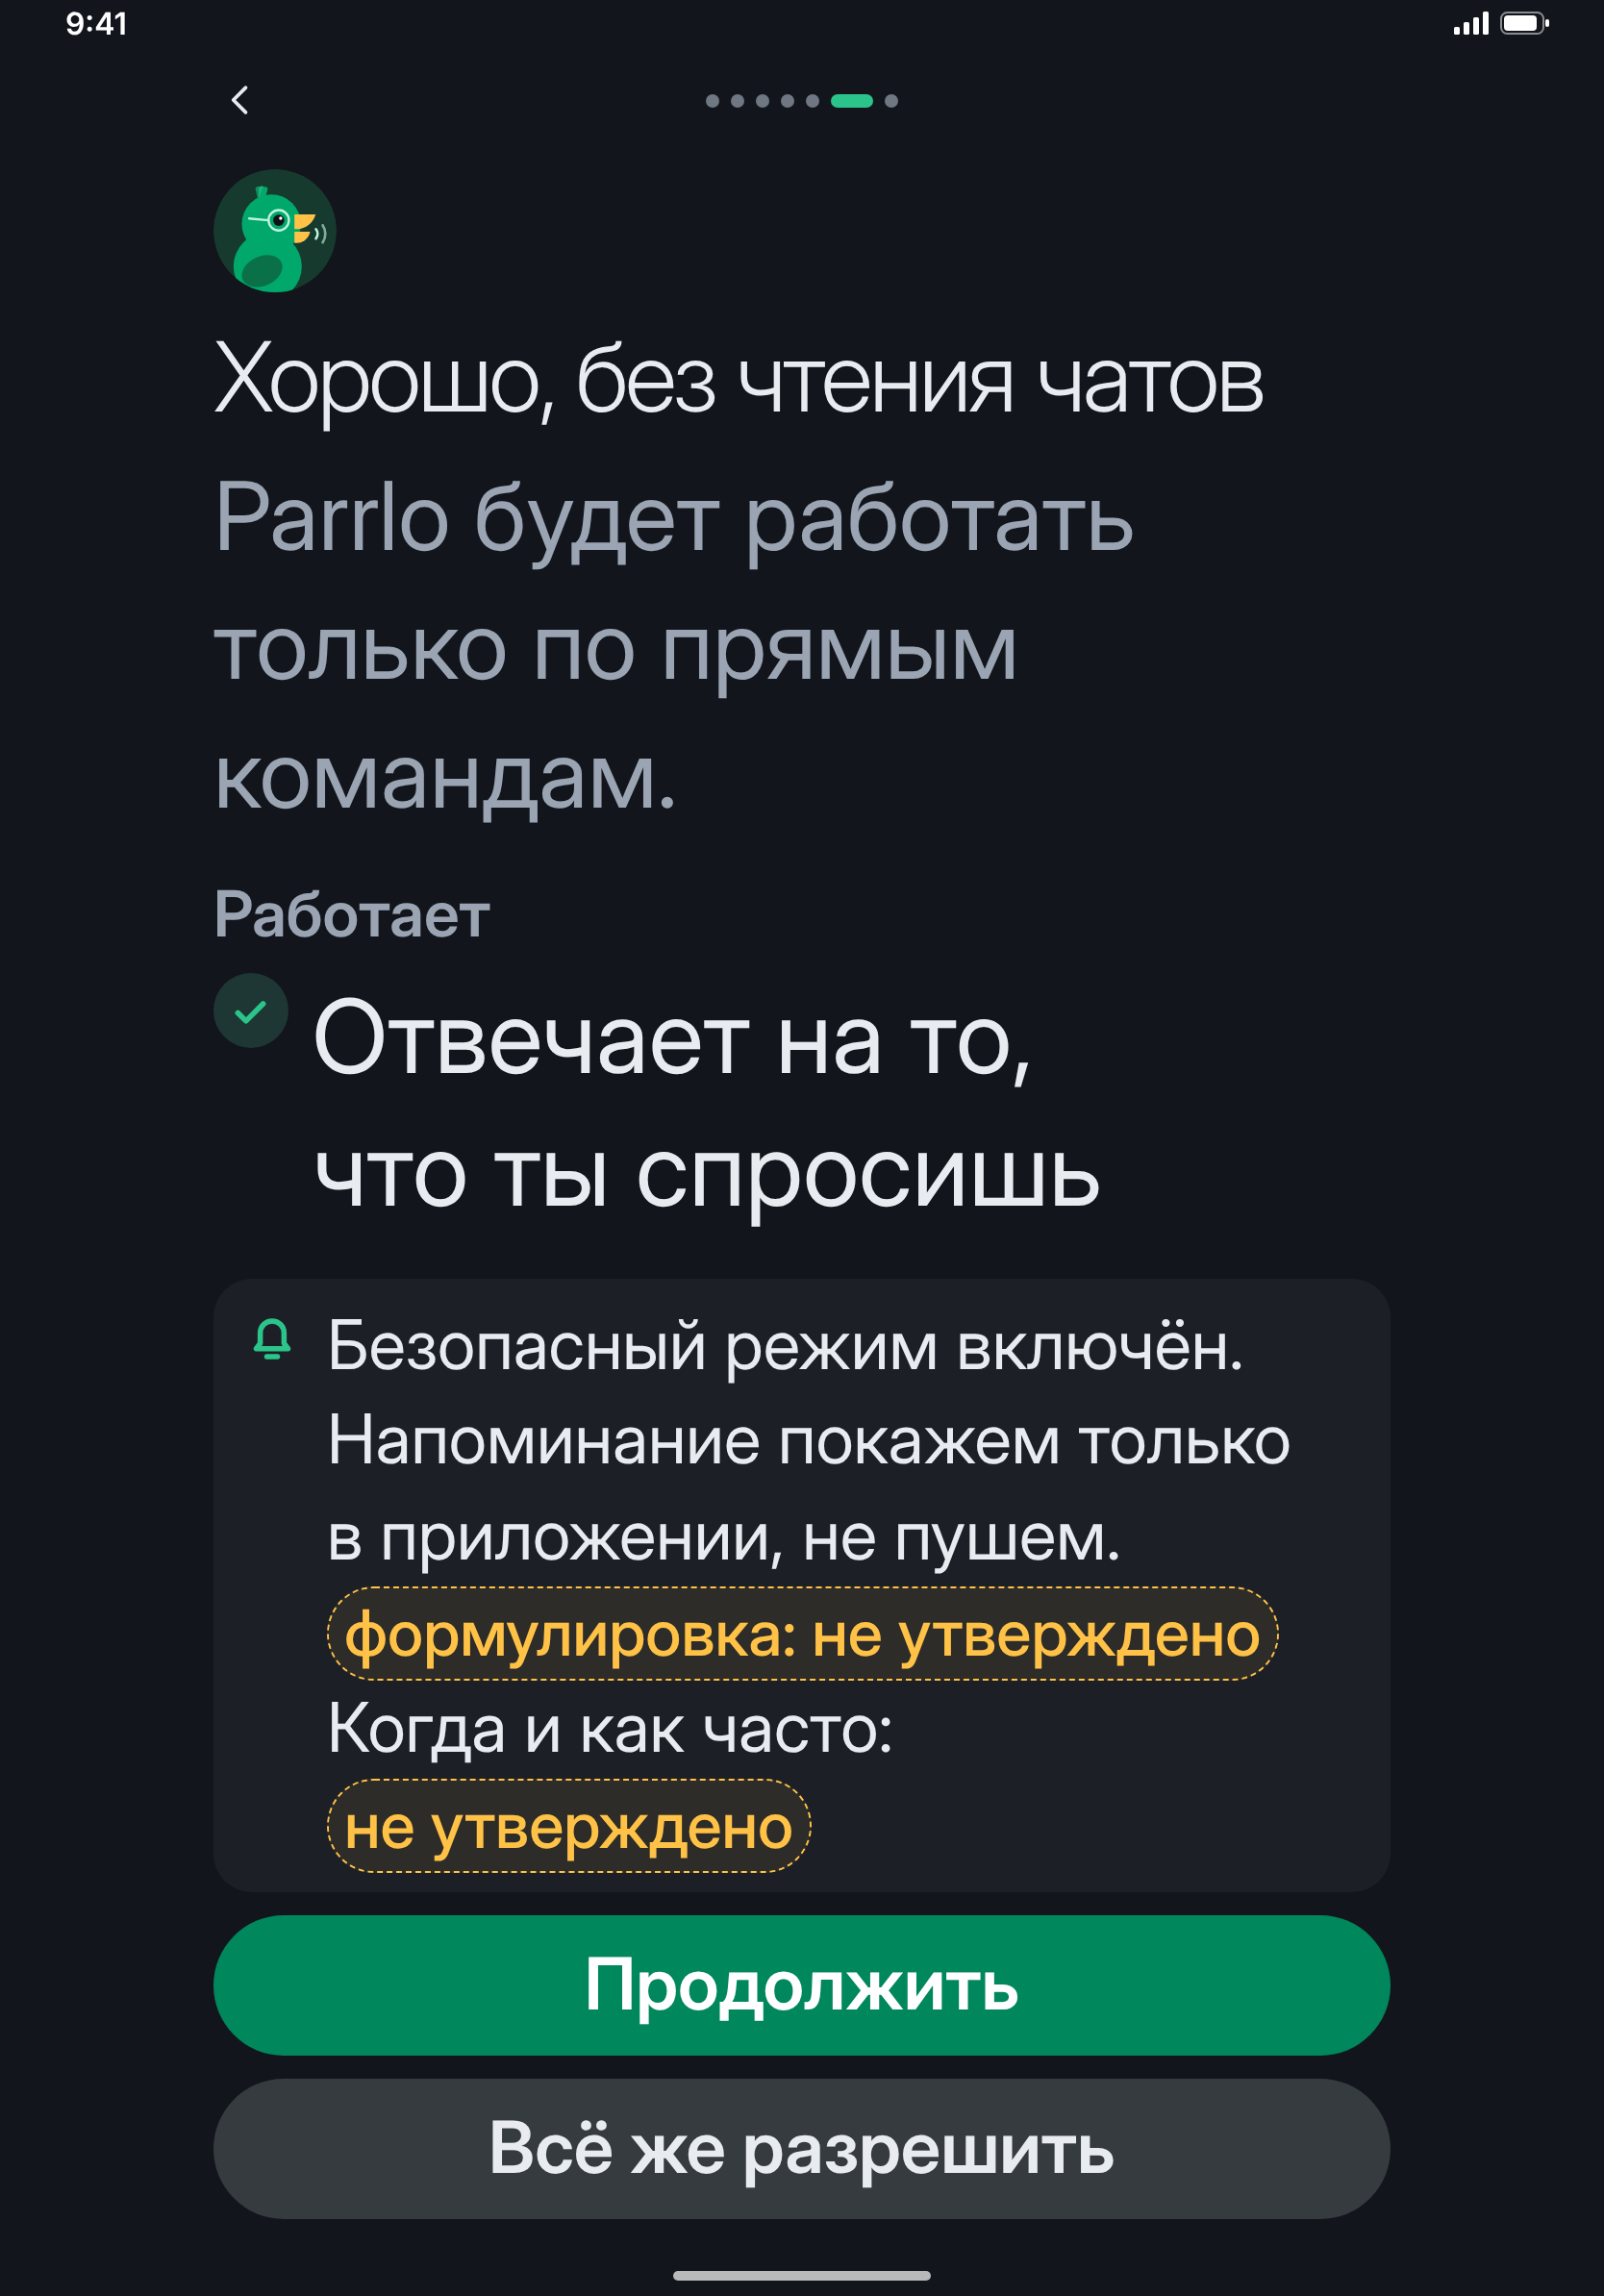 9:41
Хорошо, без чтения чатов
Parrlo будет работать
только по прямым
командам.
Работает
Отвечает на то,
что ты спросишь
Безопасный режим включён.
Напоминание покажем только
в приложении, не пушем.
формулировка: не утверждено
Когда и как часто:
не утверждено
Продолжить
Всё же разрешить